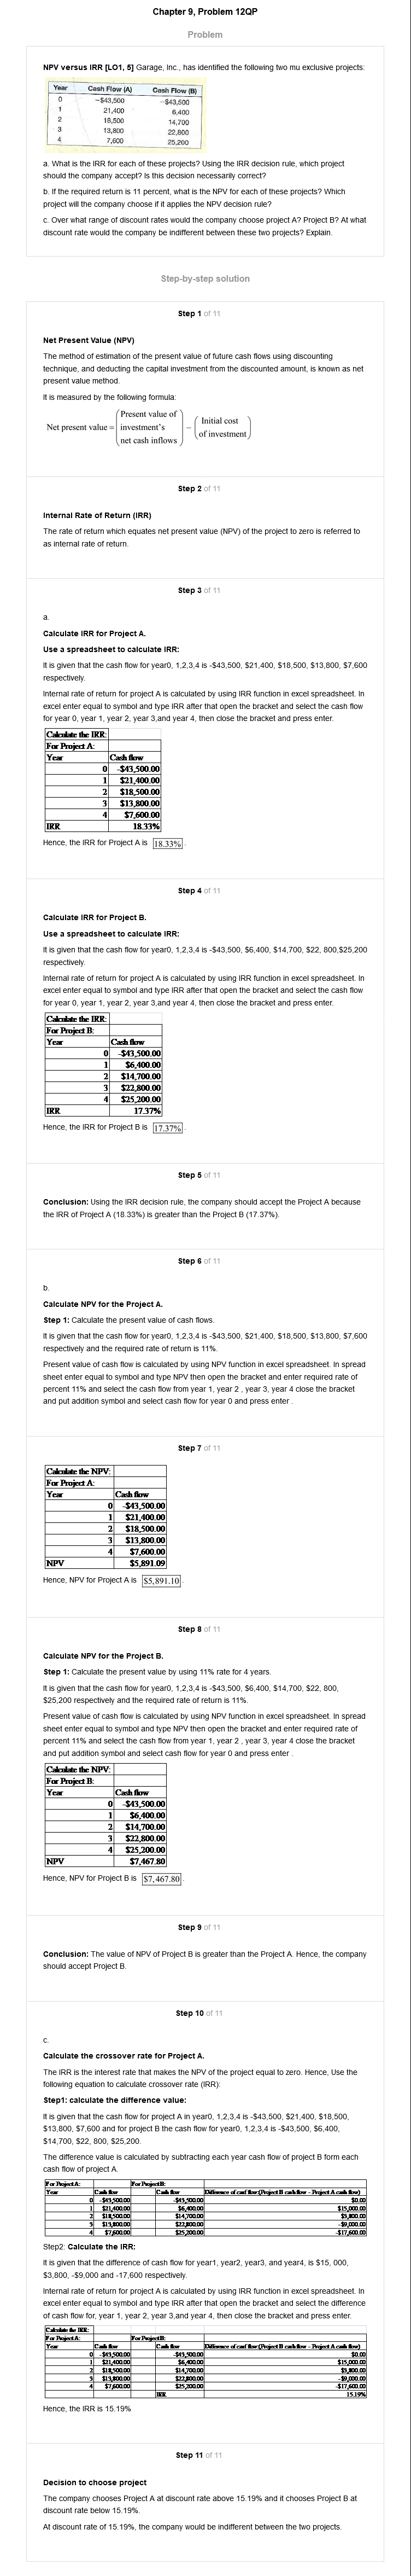 Chapter 9, Problem 12QP
Problem
NPV versus IRR [LO1, 5] Garage, Inc., has identified the following two mu exclusive projects:
Year Cash Flow (A) Cash Flow (B)
0 –$43,500 –$43,500
1 21,400 6,400
2 18,500 14,700
3 13,800 22,800
4 7,600 25,200
a. What is the IRR for each of these projects? Using the IRR decision rule, which project
should the company accept? Is this decision necessarily correct?
b. If the required return is 11 percent, what is the NPV for each of these projects? Which
project will the company choose if it applies the NPV decision rule?
c. Over what range of discount rates would the company choose project A? Project B? At what
discount rate would the company be indifferent between these two projects? Explain.
Step-by-step solution
Step 1 of 11
Net Present Value (NPV)
The method of estimation of the present value of future cash flows using discounting
technique, and deducting the capital investment from the discounted amount, is known as net
present value method.
It is measured by the following formula:
Net present value = (Present value of investment's net cash inflows) − (Initial cost of investment)
Step 2 of 11
Internal Rate of Return (IRR)
The rate of return which equates net present value (NPV) of the project to zero is referred to
as internal rate of return.
Step 3 of 11
a.
Calculate IRR for Project A.
Use a spreadsheet to calculate IRR:
It is given that the cash flow for year0, 1,2,3,4 is -$43,500, $21,400, $18,500, $13,800, $7,600
respectively.
Internal rate of return for project A is calculated by using IRR function in excel spreadsheet. In
excel enter equal to symbol and type IRR after that open the bracket and select the cash flow
for year 0, year 1, year 2, year 3,and year 4, then close the bracket and press enter.
Calculate the IRR:
For Project A:
Year Cash flow
0 -$43,500.00
1 $21,400.00
2 $18,500.00
3 $13,800.00
4 $7,600.00
IRR 18.33%
Hence, the IRR for Project A is 18.33%.
Step 4 of 11
Calculate IRR for Project B.
Use a spreadsheet to calculate IRR:
It is given that the cash flow for year0, 1,2,3,4 is -$43,500, $6,400, $14,700, $22, 800,$25,200
respectively.
Internal rate of return for project A is calculated by using IRR function in excel spreadsheet. In
excel enter equal to symbol and type IRR after that open the bracket and select the cash flow
for year 0, year 1, year 2, year 3,and year 4, then close the bracket and press enter.
Calculate the IRR:
For Project B:
Year Cash flow
0 -$43,500.00
1 $6,400.00
2 $14,700.00
3 $22,800.00
4 $25,200.00
IRR 17.37%
Hence, the IRR for Project B is 17.37%.
Step 5 of 11
Conclusion: Using the IRR decision rule, the company should accept the Project A because
the IRR of Project A (18.33%) is greater than the Project B (17.37%).
Step 6 of 11
b.
Calculate NPV for the Project A.
Step 1: Calculate the present value of cash flows.
It is given that the cash flow for year0, 1,2,3,4 is -$43,500, $21,400, $18,500, $13,800, $7,600
respectively and the required rate of return is 11%.
Present value of cash flow is calculated by using NPV function in excel spreadsheet. In spread
sheet enter equal to symbol and type NPV then open the bracket and enter required rate of
percent 11% and select the cash flow from year 1, year 2 , year 3, year 4 close the bracket
and put addition symbol and select cash flow for year 0 and press enter .
Step 7 of 11
Calculate the NPV:
For Project A:
Year Cash flow
0 -$43,500.00
1 $21,400.00
2 $18,500.00
3 $13,800.00
4 $7,600.00
NPV $5,891.09
Hence, NPV for Project A is $5,891.10.
Step 8 of 11
Calculate NPV for the Project B.
Step 1: Calculate the present value by using 11% rate for 4 years.
It is given that the cash flow for year0, 1,2,3,4 is -$43,500, $6,400, $14,700, $22, 800,
$25,200 respectively and the required rate of return is 11%.
Present value of cash flow is calculated by using NPV function in excel spreadsheet. In spread
sheet enter equal to symbol and type NPV then open the bracket and enter required rate of
percent 11% and select the cash flow from year 1, year 2 , year 3, year 4 close the bracket
and put addition symbol and select cash flow for year 0 and press enter .
Calculate the NPV:
For Project B:
Year Cash flow
0 -$43,500.00
1 $6,400.00
2 $14,700.00
3 $22,800.00
4 $25,200.00
NPV $7,467.80
Hence, NPV for Project B is $7,467.80.
Step 9 of 11
Conclusion: The value of NPV of Project B is greater than the Project A. Hence, the company
should accept Project B.
Step 10 of 11
c.
Calculate the crossover rate for Project A.
The IRR is the interest rate that makes the NPV of the project equal to zero. Hence, Use the
following equation to calculate crossover rate (IRR):
Step1: calculate the difference value:
It is given that the cash flow for project A in year0, 1,2,3,4 is -$43,500, $21,400, $18,500,
$13,800, $7,600 and for project B the cash flow for year0, 1,2,3,4 is -$43,500, $6,400,
$14,700, $22, 800, $25,200.
The difference value is calculated by subtracting each year cash flow of project B form each
cash flow of project A.
For Project A: For Project B:
Year Cash flow Cash flow Difference of cash flow (Project B cash flow - Project A cash flow)
0 -$43,500.00 -$43,500.00 $0.00
1 $21,400.00 $6,400.00 $15,000.00
2 $18,500.00 $14,700.00 $3,800.00
3 $13,800.00 $22,800.00 -$9,000.00
4 $7,600.00 $25,200.00 -$17,600.00
Step2: Calculate the IRR:
It is given that the difference of cash flow for year1, year2, year3, and year4, is $15, 000,
$3,800, -$9,000 and -17,600 respectively.
Internal rate of return for project A is calculated by using IRR function in excel spreadsheet. In
excel enter equal to symbol and type IRR after that open the bracket and select the difference
of cash flow for, year 1, year 2, year 3,and year 4, then close the bracket and press enter.
Calculate the IRR:
For Project A: For Project B:
Year Cash flow Cash flow Difference of cash flow (Project B cash flow - Project A cash flow)
0 -$43,500.00 -$43,500.00 $0.00
1 $21,400.00 $6,400.00 $15,000.00
2 $18,500.00 $14,700.00 $3,800.00
3 $13,800.00 $22,800.00 -$9,000.00
4 $7,600.00 $25,200.00 -$17,600.00
IRR 15.19%
Hence, the IRR is 15.19%
Step 11 of 11
Decision to choose project
The company chooses Project A at discount rate above 15.19% and it chooses Project B at
discount rate below 15.19%.
At discount rate of 15.19%, the company would be indifferent between the two projects.